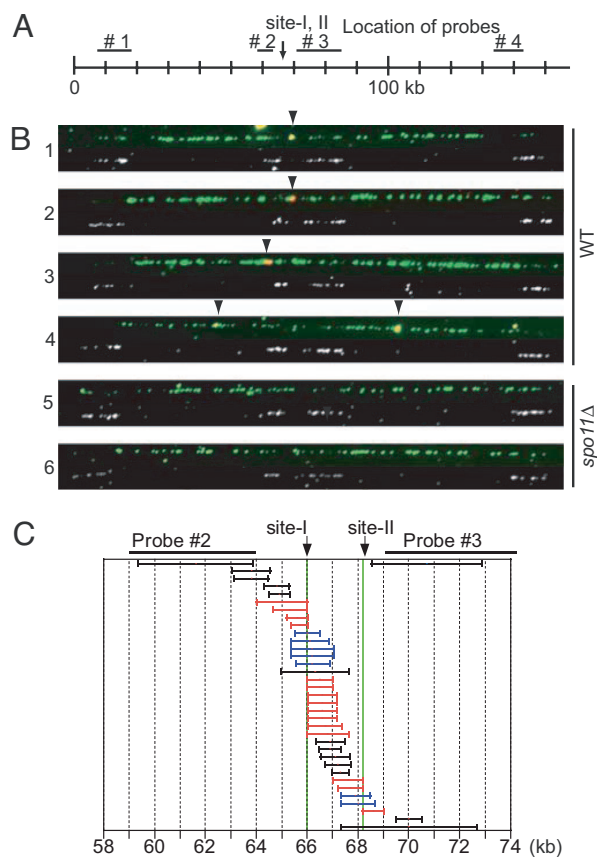 A
site-I, II
Location of probes
# 1
# 2
# 3
# 4
0
100 kb
B
1
2
3
4
5
6
WT
spo11Δ
C
site-I
site-II
Probe #2
Probe #3
58 60 62 64 66 68 70 72 74 (kb)